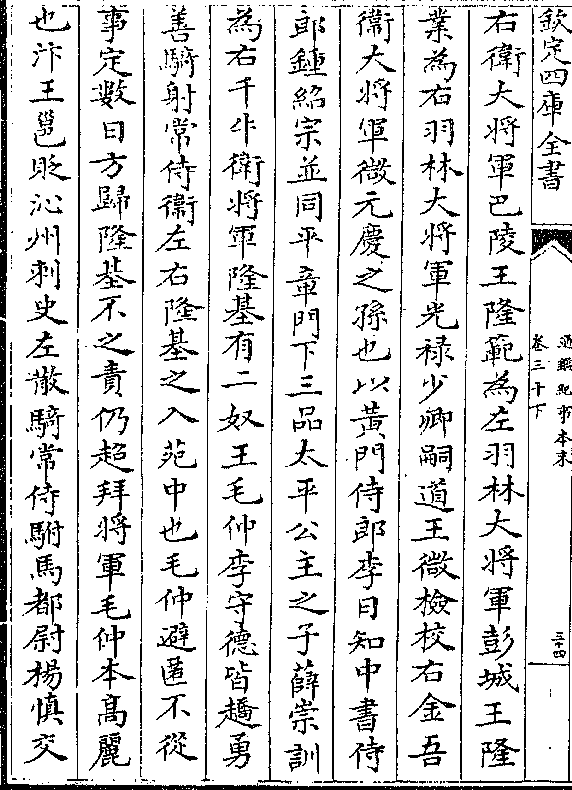 欽定四庫全書
通鑑紀事本末
卷三十下
三十四
右衛大將軍巴陵王隆範為左羽林大將軍彭城王隆
業為右羽林大將軍光禄少卿嗣道王微檢校右金吾
衛大將軍微元慶之孫也以黃門侍郎李日知中書侍
郎鍾紹宗並同平章門下三品太平公主之子薛崇訓
為右千牛衛將軍隆基有二奴王毛仲李守德皆趫勇
善騎射常侍衛左右隆基之入苑中也毛仲避匿不從
事定數日方歸隆基不之責仍超拜將軍毛仲本高麗
也汴王邕貶沁州刺史左散騎常侍駙馬都尉楊慎交